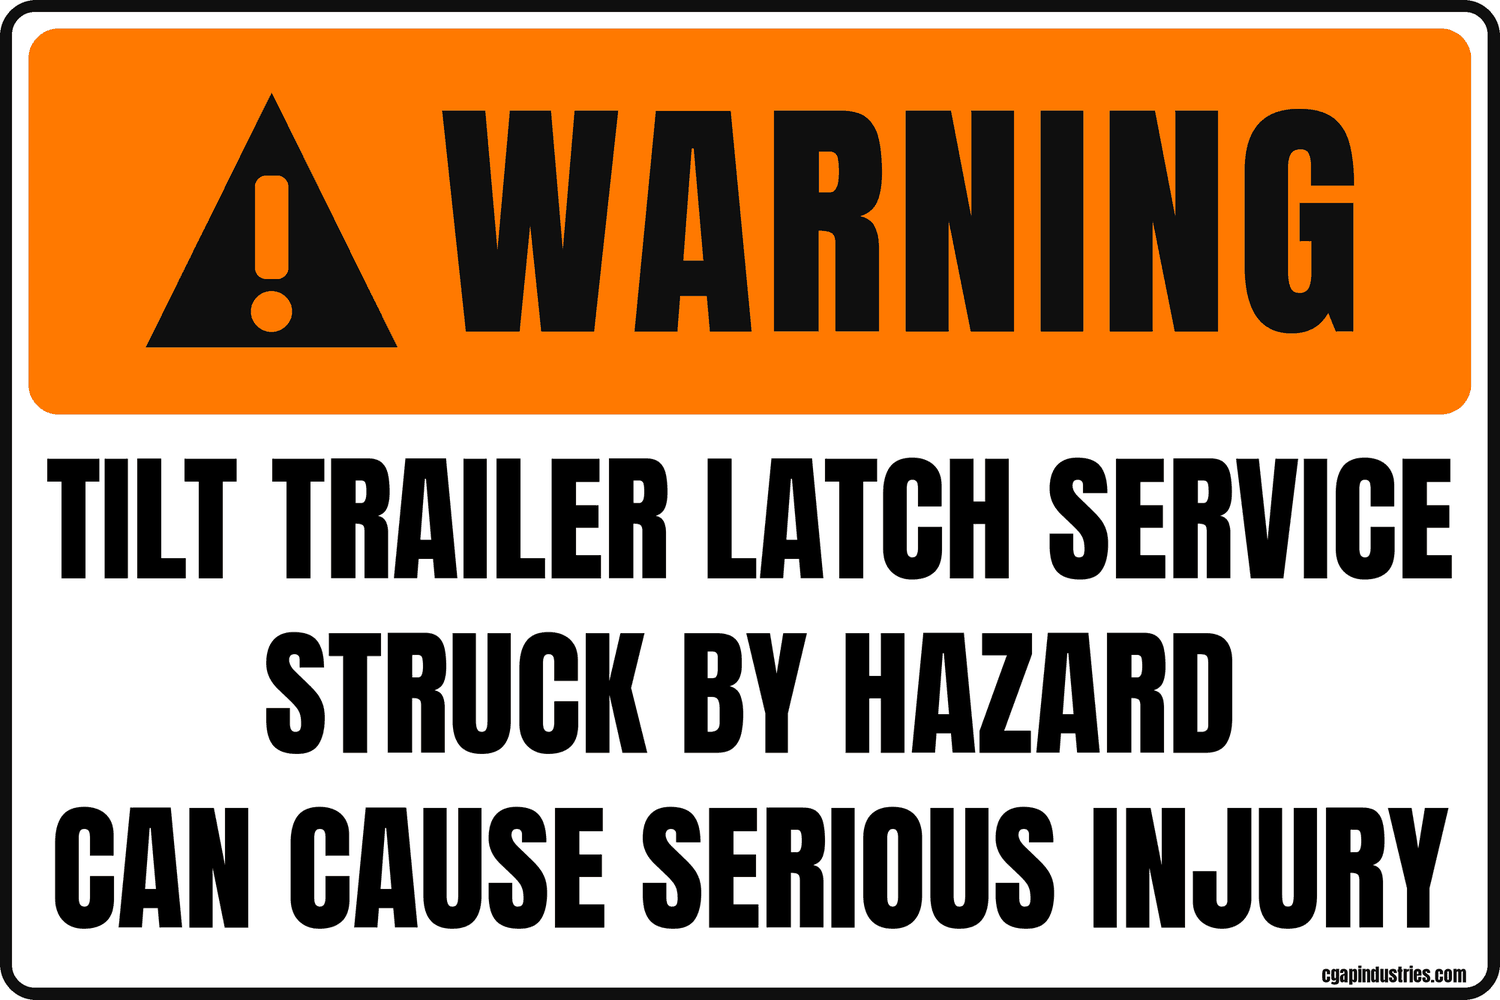 WARNING
TILT TRAILER LATCH SERVICE
STRUCK BY HAZARD
CAN CAUSE SERIOUS INJURY
cgapindustries.com